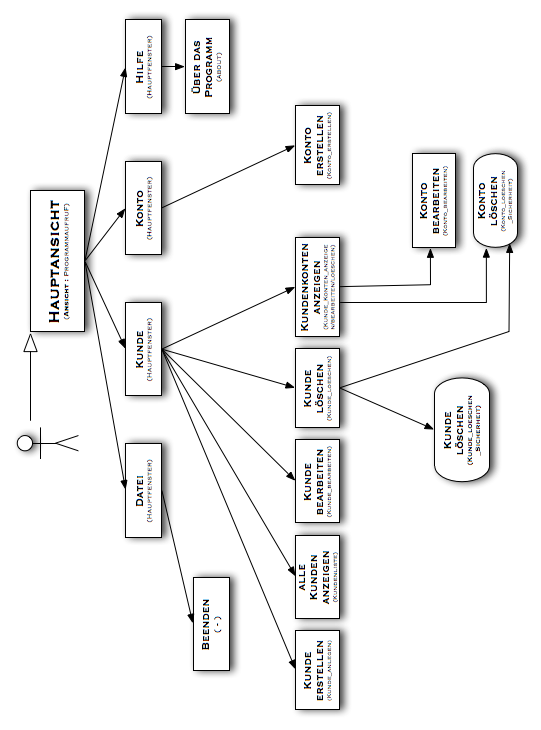 Hauptansicht
(Ansicht : Programmaufruf)
Datei
(Hauptfenster)
Kunde
(Hauptfenster)
Konto
(Hauptfenster)
Hilfe
(Hauptfenster)
Beenden
( - )
Über das
Programm
(About)
Kunde
erstellen
(Kunde_anlegen)
alle
Kunden
anzeigen
(Kundenliste)
Kunde
bearbeiten
(Kunde_bearbeiten)
Kunde
löschen
(Kunde_loeschen)
Kundenkonten
anzeigen
(Kunde_Konten_anzeige
n/bearbeiten/loeschen)
Konto
erstellen
(Konto_erstellen)
Kunde
löschen
(Kunde_loeschen
_Sicherheit)
Konto
bearbeiten
(Konto_bearbeiten)
Konto
löschen
(Konto_loeschen
_Sicherheit)